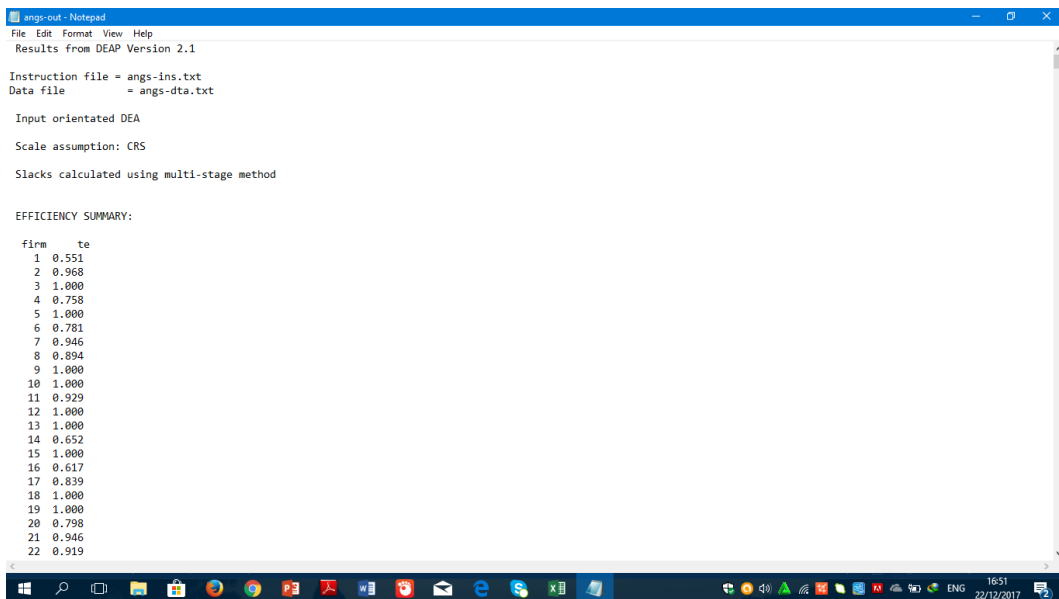 angs-out - Notepad
File Edit Format View Help
Results from DEAP Version 2.1
Instruction file = angs-ins.txt
Data file = angs-dta.txt
Input orientated DEA
Scale assumption: CRS
Slacks calculated using multi-stage method
EFFICIENCY SUMMARY:
firm te
1 0.551
2 0.968
3 1.000
4 0.758
5 1.000
6 0.781
7 0.946
8 0.894
9 1.000
10 1.000
11 0.929
12 1.000
13 1.000
14 0.652
15 1.000
16 0.617
17 0.839
18 1.000
19 1.000
20 0.798
21 0.946
22 0.919
ENG
16:51
22/12/2017